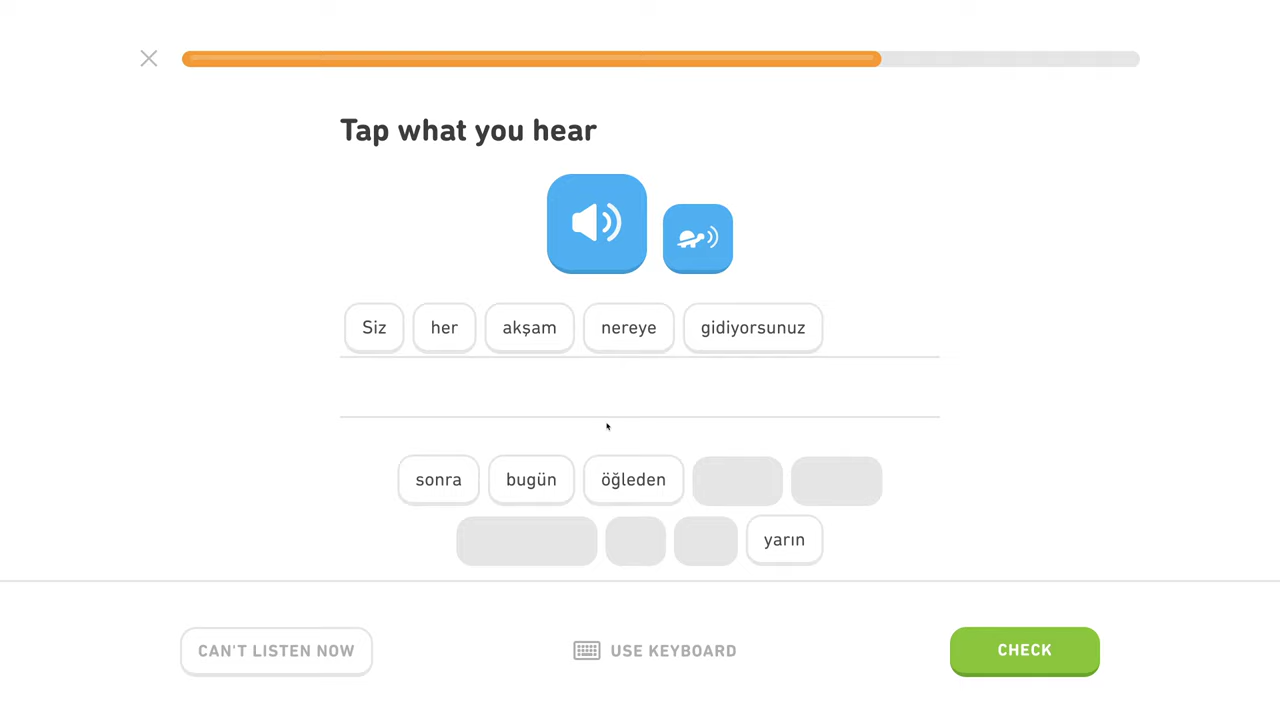 Tap what you hear
Siz her akşam nereye gidiyorsunuz
sonra bugün öğleden
yarın
CAN'T LISTEN NOW USE KEYBOARD CHECK